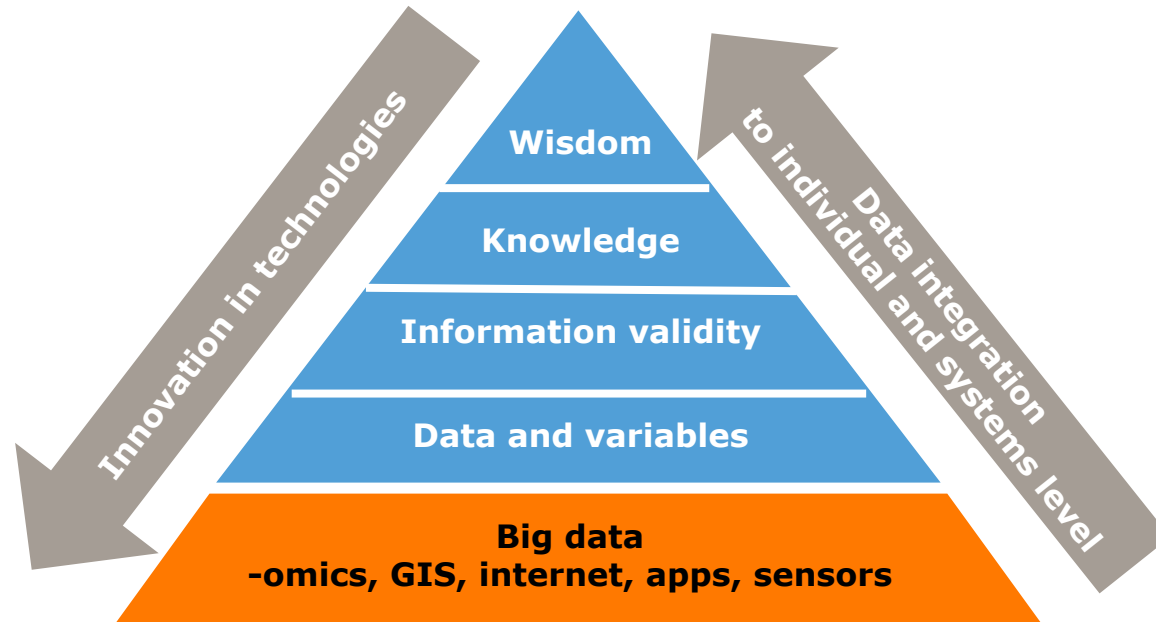 Innovation in technologies
Wisdom
Knowledge
Information validity
Data and variables
Big data
-omics, GIS, internet, apps, sensors
Data integration
to individual and systems level